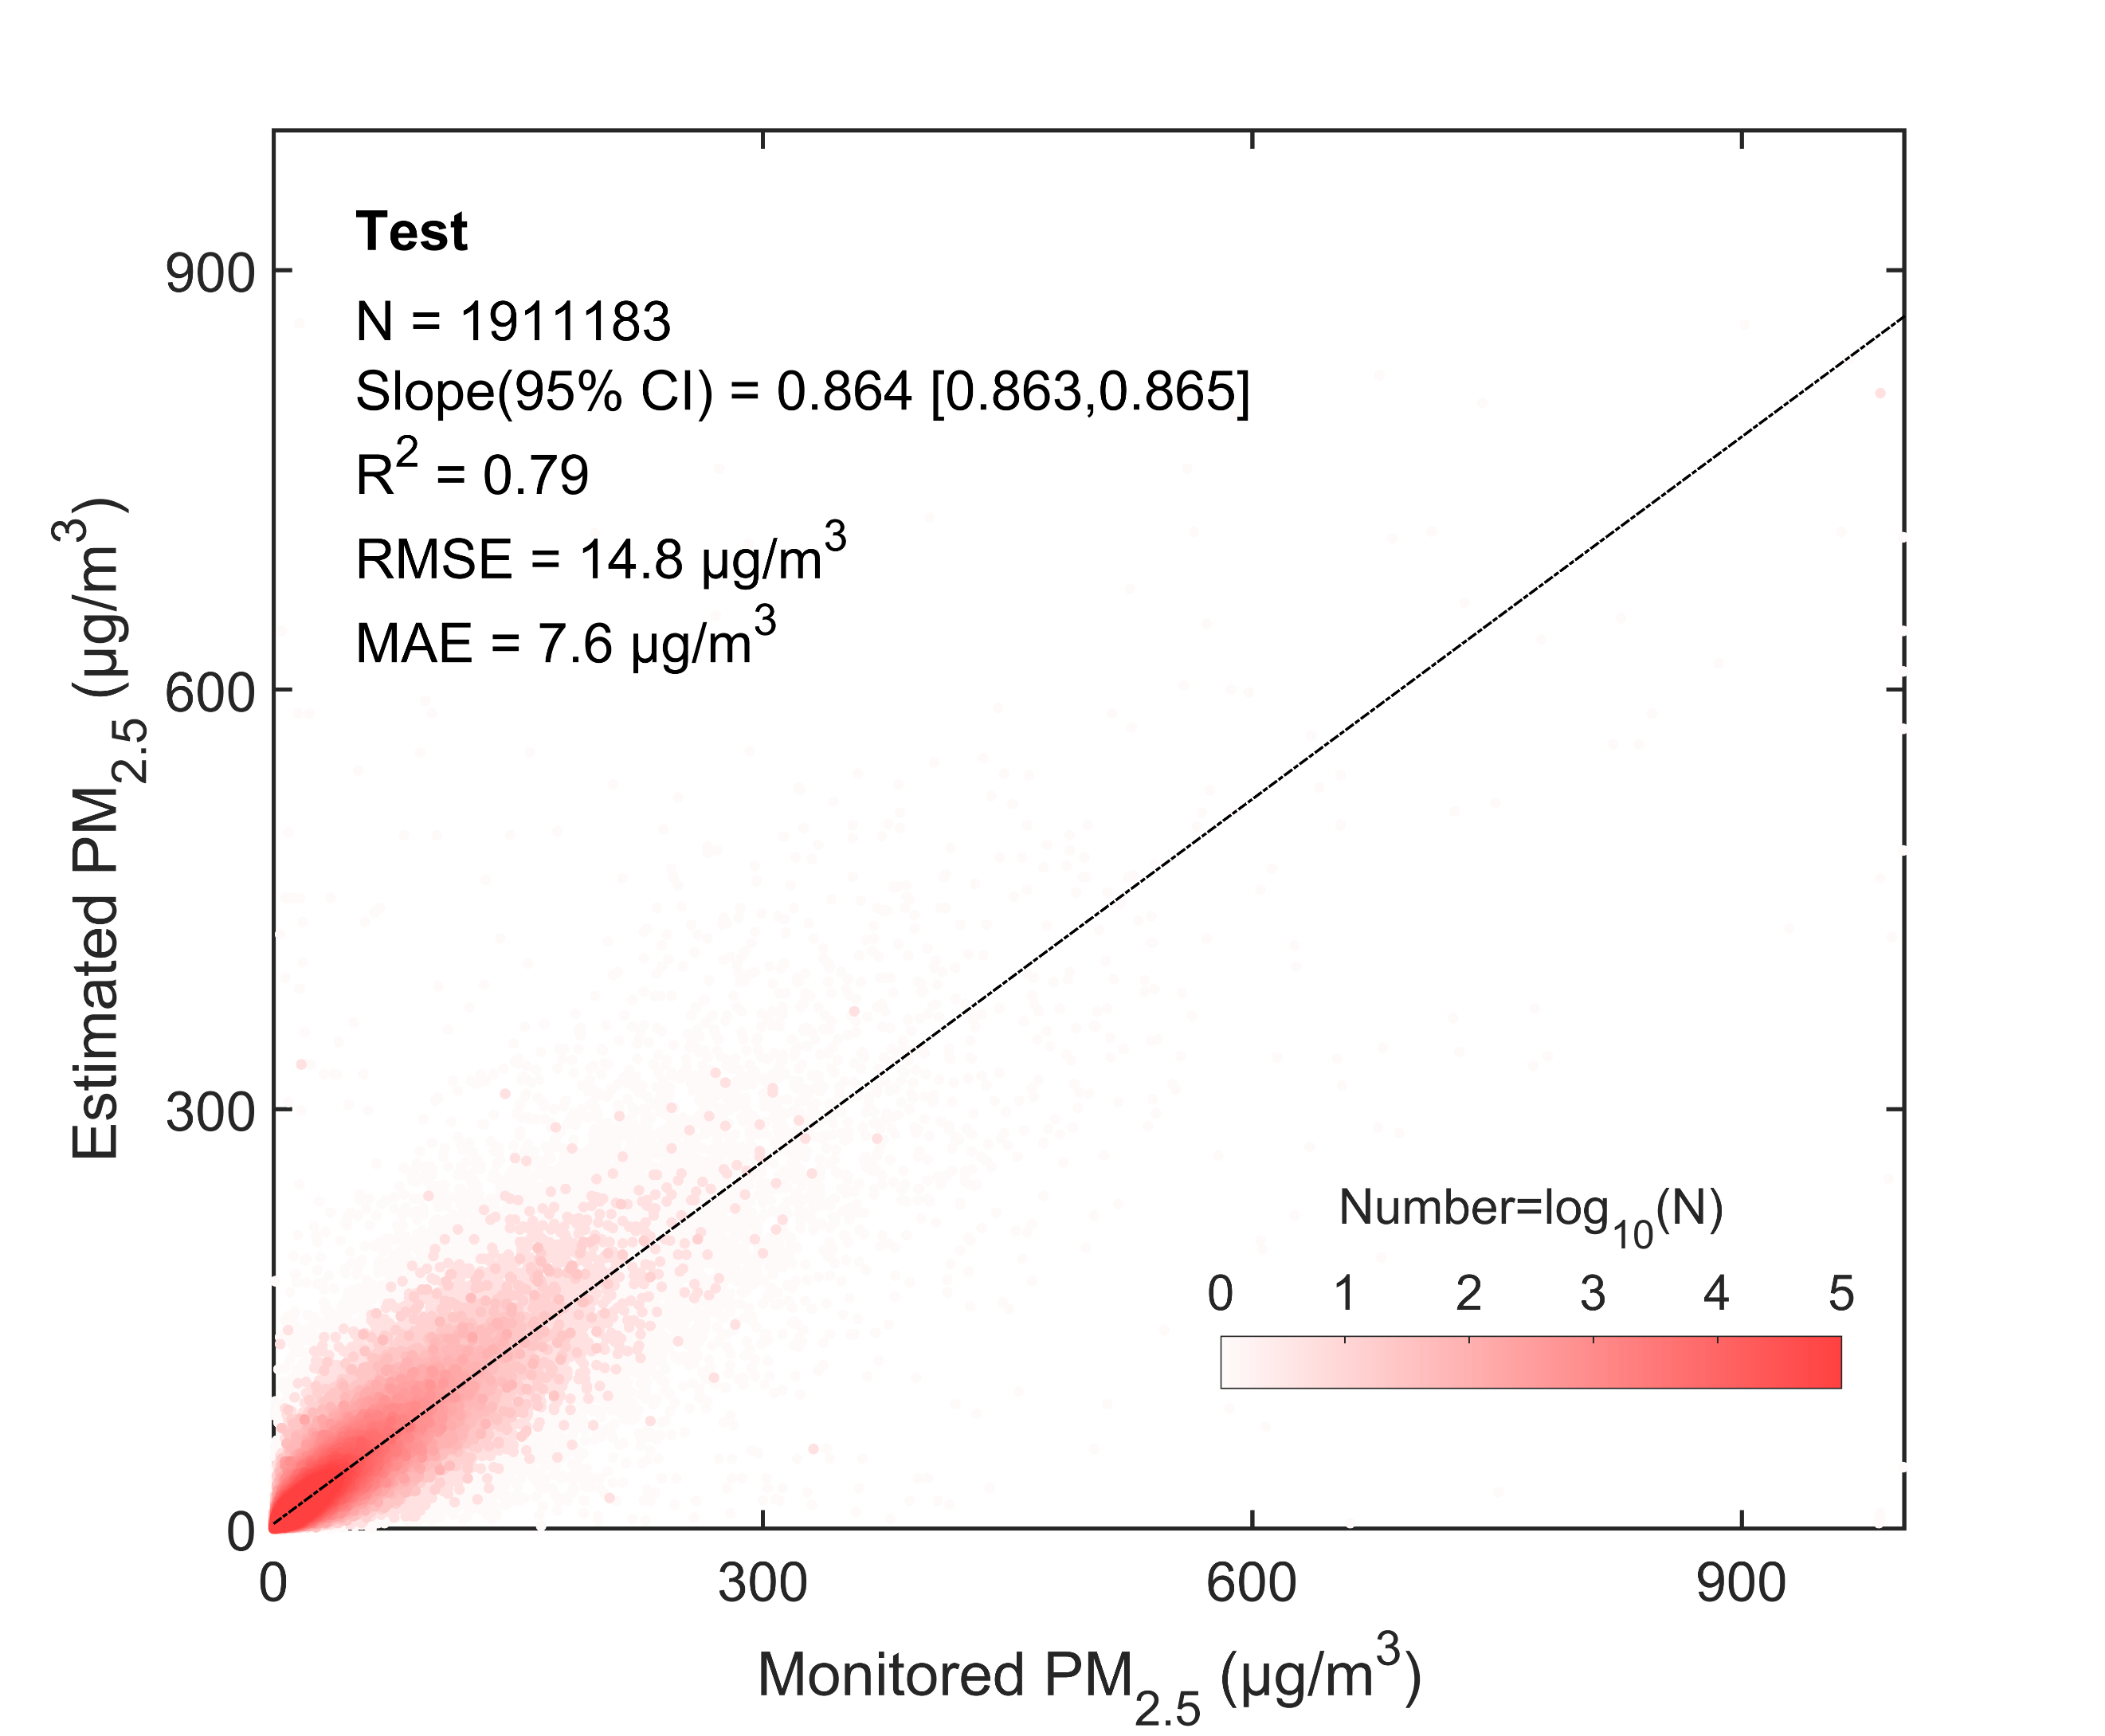 Test
N = 1911183
Slope(95% CI) = 0.864 [0.863,0.865]
R² = 0.79
RMSE = 14.8 µg/m³
MAE = 7.6 µg/m³
Estimated PM₂.₅ (µg/m³)
900
600
300
0
Number=log₁₀(N)
0 1 2 3 4 5
0 300 600 900
Monitored PM₂.₅ (µg/m³)